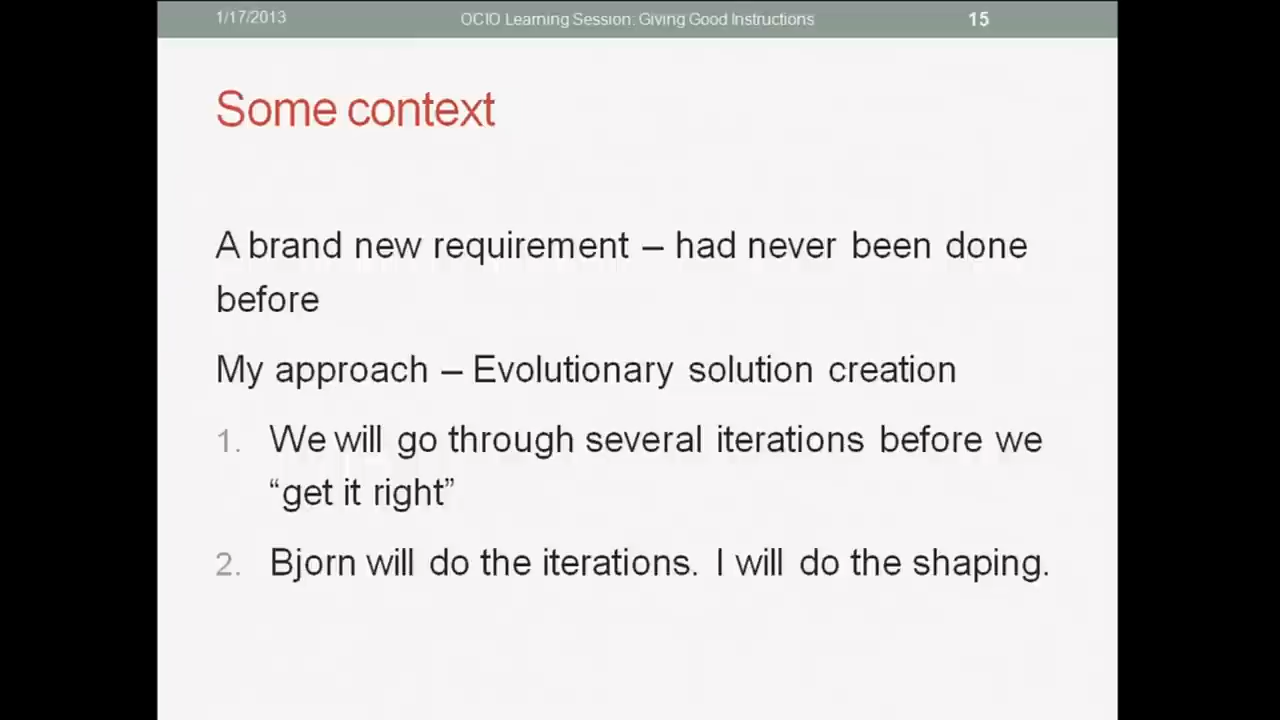 1/17/2013 OCIO Learning Session: Giving Good Instructions 15
Some context
A brand new requirement – had never been done
before
My approach – Evolutionary solution creation
1. We will go through several iterations before we
“get it right”
2. Bjorn will do the iterations. I will do the shaping.